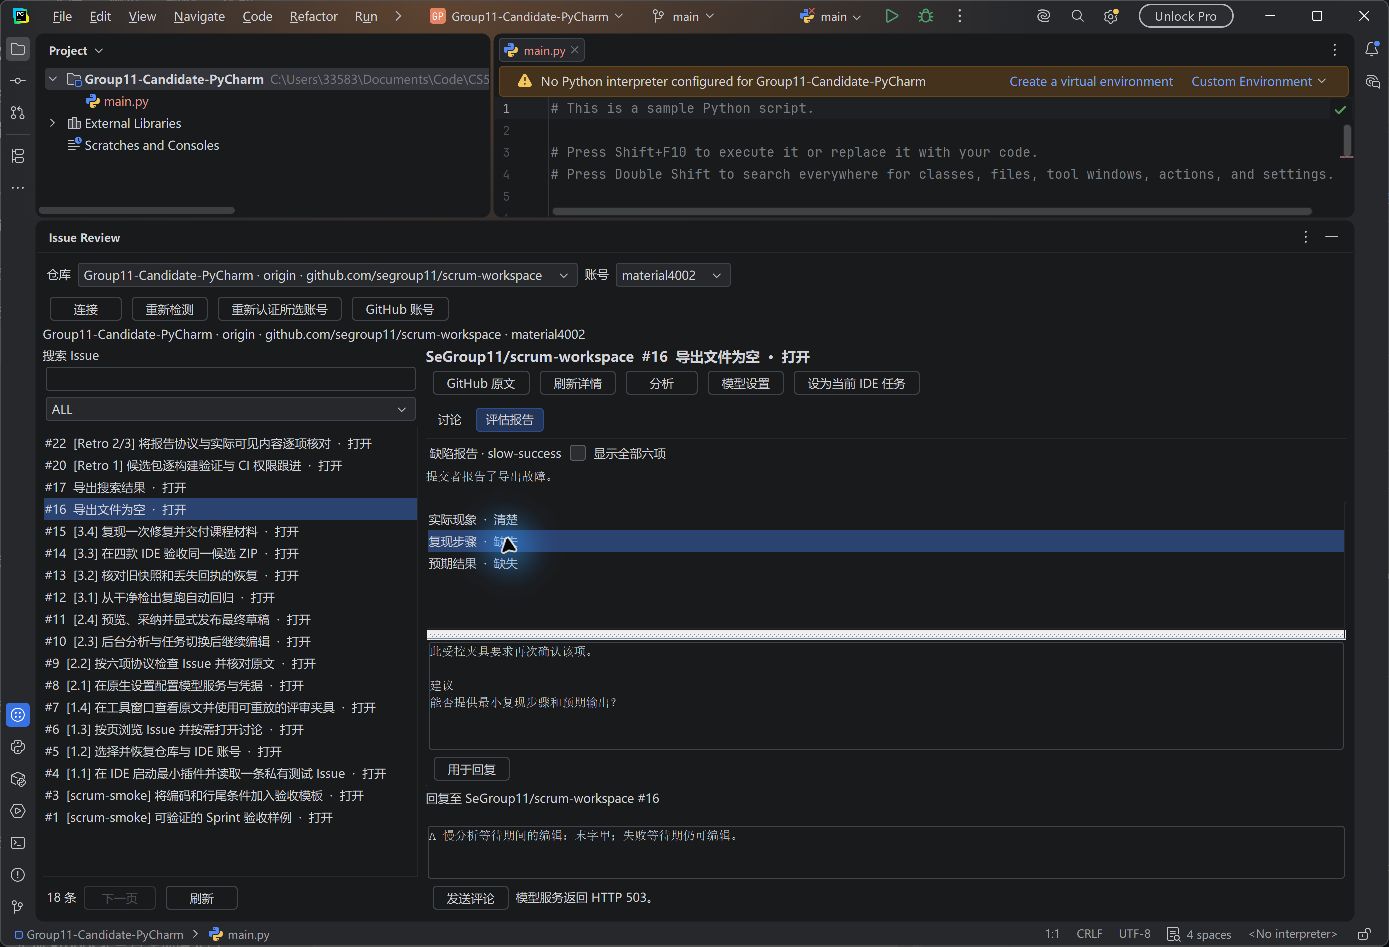 File Edit View Navigate Code Refactor Run GP Group11-Candidate-PyCharm main main Unlock Pro
Project
Group11-Candidate-PyCharm C:\Users\33583\Documents\Code\CS5
main.py
External Libraries
Scratches and Consoles
main.py
No Python interpreter configured for Group11-Candidate-PyCharm Create a virtual environment Custom Environment
1 # This is a sample Python script.
2
3 # Press Shift+F10 to execute it or replace it with your code.
4 # Press Double Shift to search everywhere for classes, files, tool windows, actions, and settings.
5
Issue Review
仓库 Group11-Candidate-PyCharm · origin · github.com/segroup11/scrum-workspace 账号 material4002
连接 重新检测 重新认证所选账号 GitHub 账号
Group11-Candidate-PyCharm · origin · github.com/segroup11/scrum-workspace · material4002
搜索 Issue
ALL
#22 [Retro 2/3] 将报告协议与实际可见内容逐项核对 · 打开
#20 [Retro 1] 候选包逐构建验证与 CI 权限跟进 · 打开
#17 导出搜索结果 · 打开
#16 导出文件为空 · 打开
#15 [3.4] 复现一次修复并交付课程材料 · 打开
#14 [3.3] 在四款 IDE 验收同一候选 ZIP · 打开
#13 [3.2] 核对旧快照和丢失回执的恢复 · 打开
#12 [3.1] 从干净检出复跑自动回归 · 打开
#11 [2.4] 预览、采纳并显式发布最终草稿 · 打开
#10 [2.3] 后台分析与任务切换后继续编辑 · 打开
#9 [2.2] 按六项协议检查 Issue 并核对原文 · 打开
#8 [2.1] 在原生设置配置模型服务与凭据 · 打开
#7 [1.4] 在工具窗口查看原文并使用可重放的评审夹具 · 打开
#6 [1.3] 按页浏览 Issue 并按需打开讨论 · 打开
#5 [1.2] 选择并恢复仓库与 IDE 账号 · 打开
#4 [1.1] 在 IDE 启动最小插件并读取一条私有测试 Issue · 打开
#3 [scrum-smoke] 将编码和行尾条件加入验收模板 · 打开
#1 [scrum-smoke] 可验证的 Sprint 验收样例 · 打开
18 条 下一页 刷新
SeGroup11/scrum-workspace #16 导出文件为空 • 打开
GitHub 原文 刷新详情 分析 模型设置 设为当前 IDE 任务
讨论 评估报告
缺陷报告 · slow-success 显示全部六项
提交者报告了导出故障。
实际现象 · 清楚
复现步骤 · 缺失
预期结果 · 缺失
此受控夹具要求再次确认该项。
建议
能否提供最小复现步骤和预期输出？
用于回复
回复至 SeGroup11/scrum-workspace #16
A 慢分析等待期间的编辑：末字甲；失败等待期仍可编辑。
发送评论 模型服务返回 HTTP 503。
Group11-Candidate-PyCharm main.py 1:1 CRLF UTF-8 4 spaces <No interpreter>